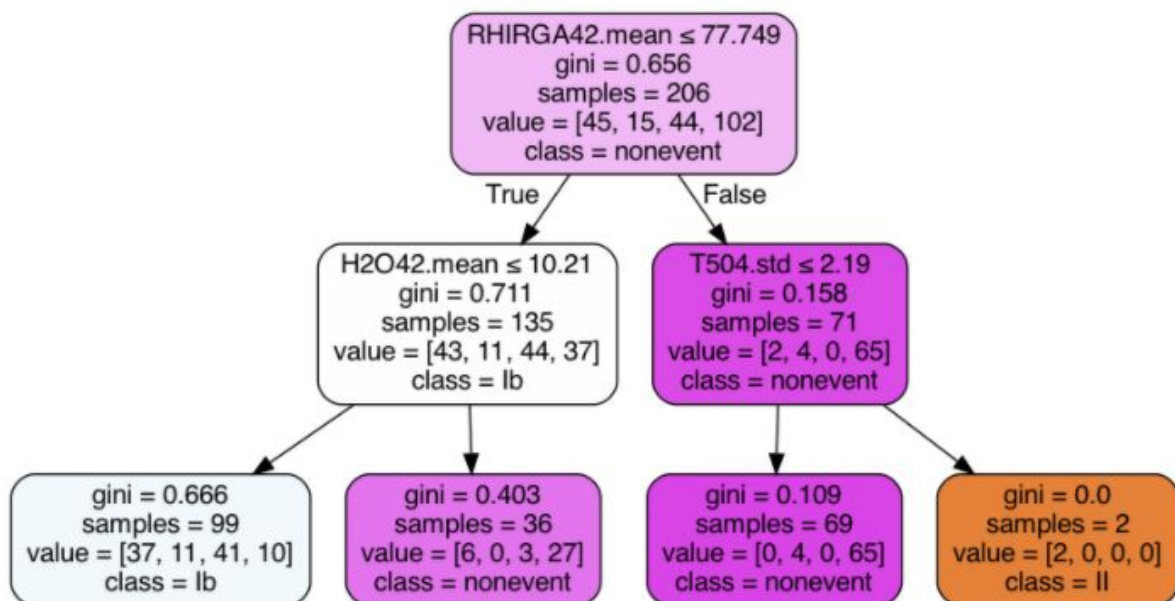 RHIRGA42.mean ≤ 77.749
gini = 0.656
samples = 206
value = [45, 15, 44, 102]
class = nonevent
True
False
H2O42.mean ≤ 10.21
gini = 0.711
samples = 135
value = [43, 11, 44, 37]
class = Ib
T504.std ≤ 2.19
gini = 0.158
samples = 71
value = [2, 4, 0, 65]
class = nonevent
gini = 0.666
samples = 99
value = [37, 11, 41, 10]
class = Ib
gini = 0.403
samples = 36
value = [6, 0, 3, 27]
class = nonevent
gini = 0.109
samples = 69
value = [0, 4, 0, 65]
class = nonevent
gini = 0.0
samples = 2
value = [2, 0, 0, 0]
class = II